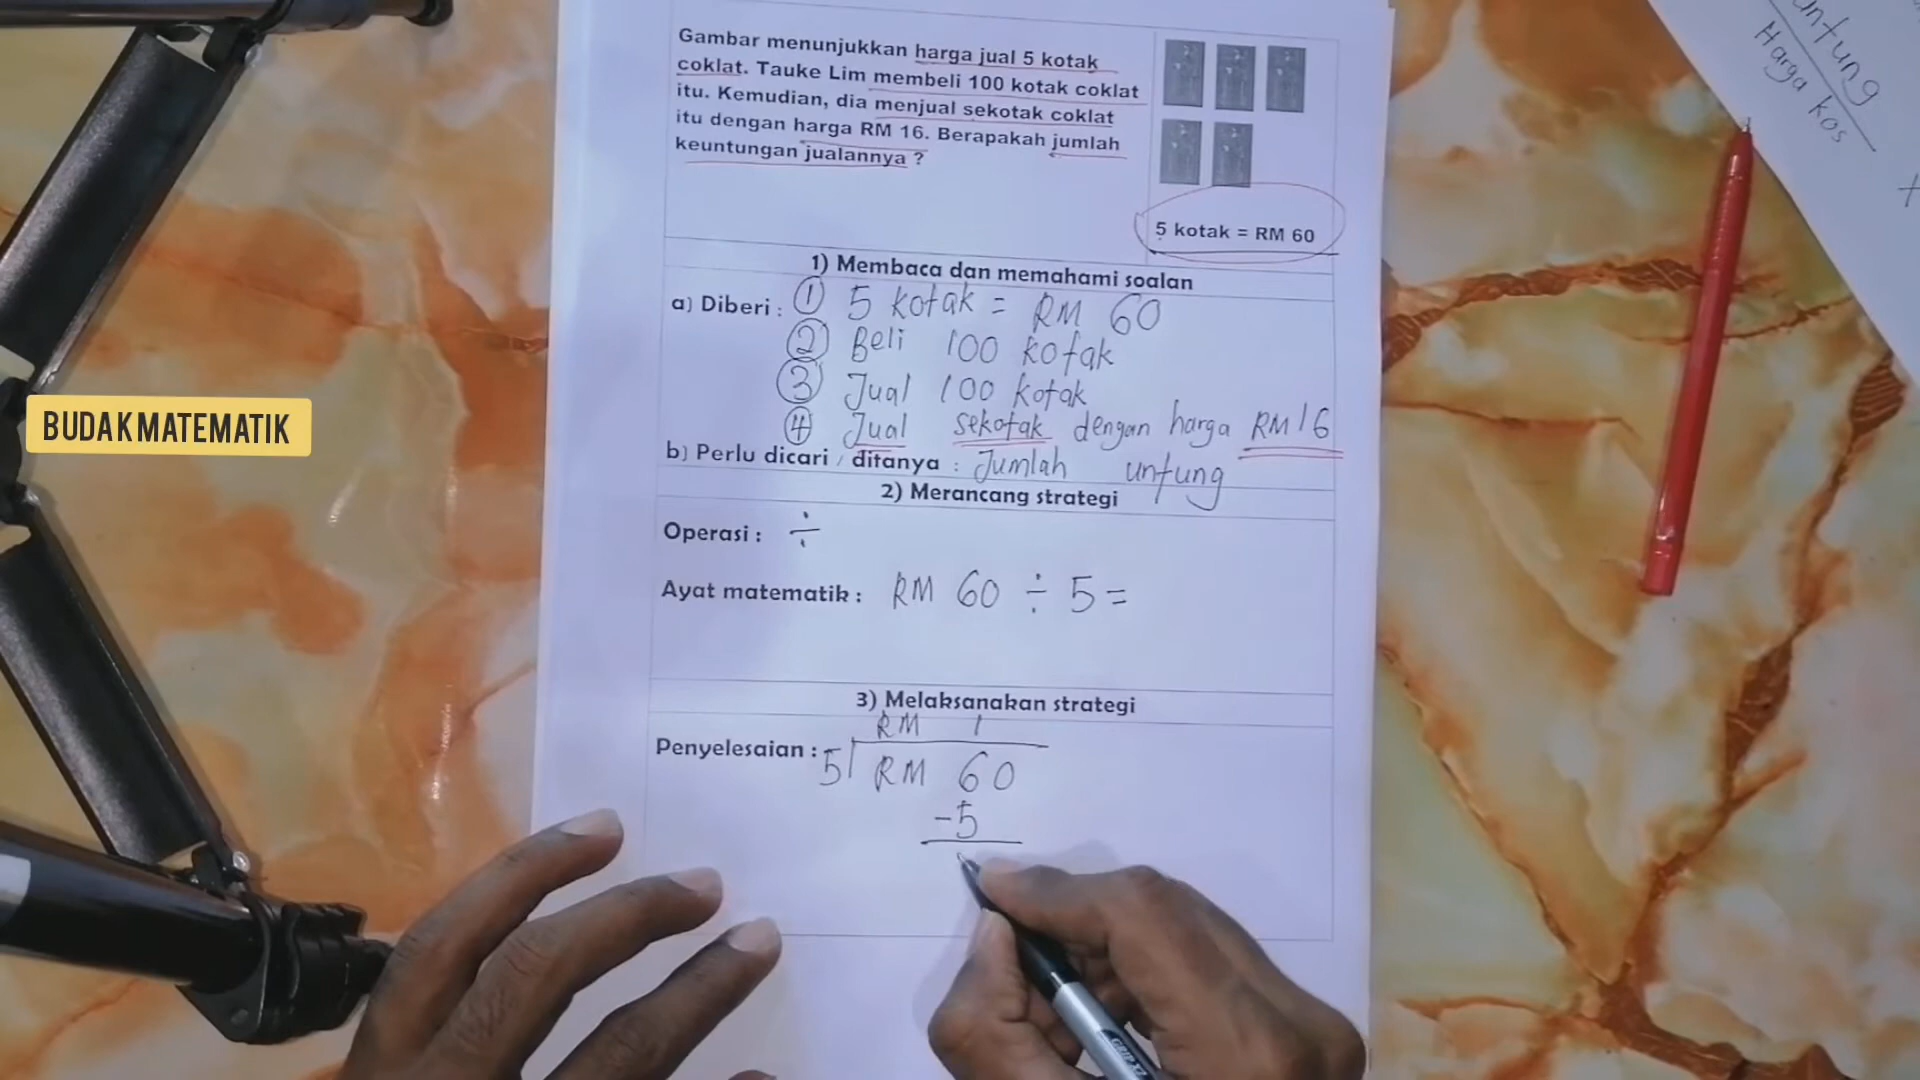 Gambar menunjukkan harga jual 5 kotak
coklat. Tauke Lim membeli 100 kotak coklat
itu. Kemudian, dia menjual sekotak coklat
itu dengan harga RM 16. Berapakah jumlah
keuntungan jualannya ?
5 kotak = RM 60
1) Membaca dan memahami soalan
a) Diberi : ① 5 kotak = RM 60
② Beli 100 kotak
③ Jual 100 kotak
④ Jual sekotak dengan harga RM16
b) Perlu dicari / ditanya : Jumlah untung
2) Merancang strategi
Operasi : ÷
Ayat matematik : RM 60 ÷ 5 =
3) Melaksanakan strategi
RM 1
Penyelesaian : 5 RM 60
-5
BUDAK MATEMATIK
untung
Harga kos
+